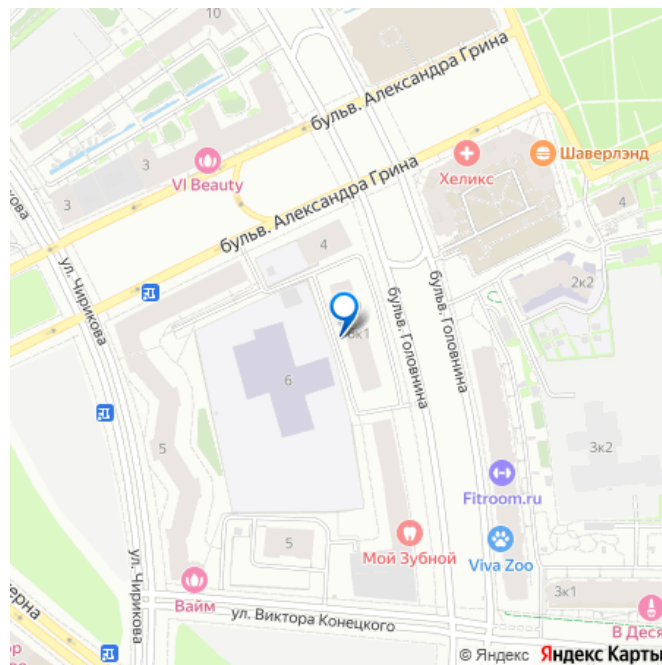 10
бульв. Александра Грина
3
VI Beauty
3
Хеликс
Шаверлэнд
бульв. Александра Грина
4
4
ул. Чирикова
2к2
бульв. Головнина
бульв. Головнина
6к1
6
5
3к2
Fitroom.ru
5
Мой Зубной
Viva Zoo
ул. Чирикова
Вайм
3к1
ул. Виктора Конецкого
В Деся
© Яндекс Яндекс Карты